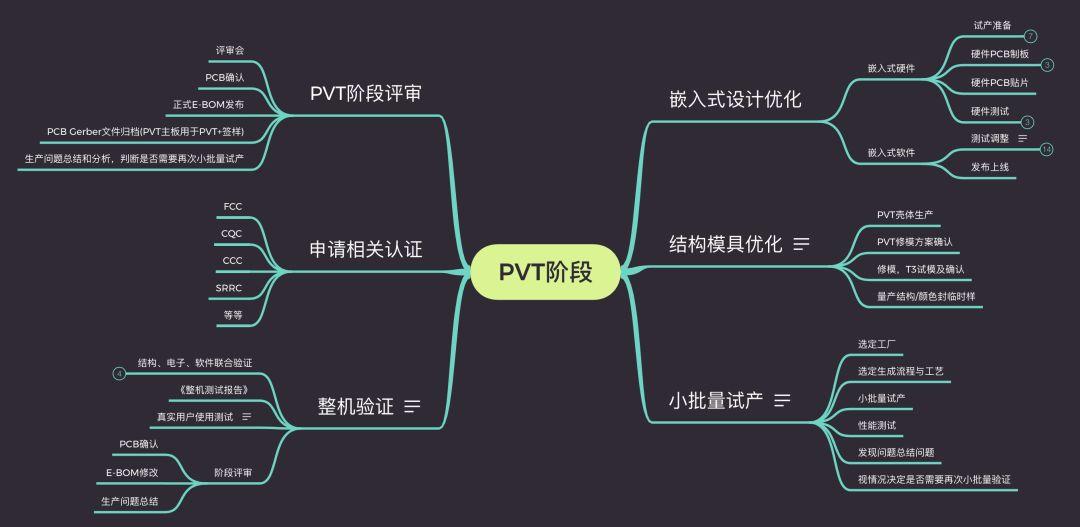 PVT阶段
嵌入式设计优化
嵌入式硬件
试产准备
7
硬件PCB制板
3
硬件PCB贴片
硬件测试
3
嵌入式软件
测试调整
14
发布上线
结构模具优化
PVT壳体生产
PVT修模方案确认
修模，T3试模及确认
量产结构/颜色封临时样
小批量试产
选定工厂
选定生成流程与工艺
小批量试产
性能测试
发现问题总结问题
视情况决定是否需要再次小批量验证
PVT阶段评审
评审会
PCB确认
正式E-BOM发布
PCB Gerber文件归档(PVT主板用于PVT+签样)
生产问题总结和分析，判断是否需要再次小批量试产
申请相关认证
FCC
CQC
CCC
SRRC
等等
整机验证
结构、电子、软件联合验证
4
《整机测试报告》
真实用户使用测试
阶段评审
PCB确认
E-BOM修改
生产问题总结